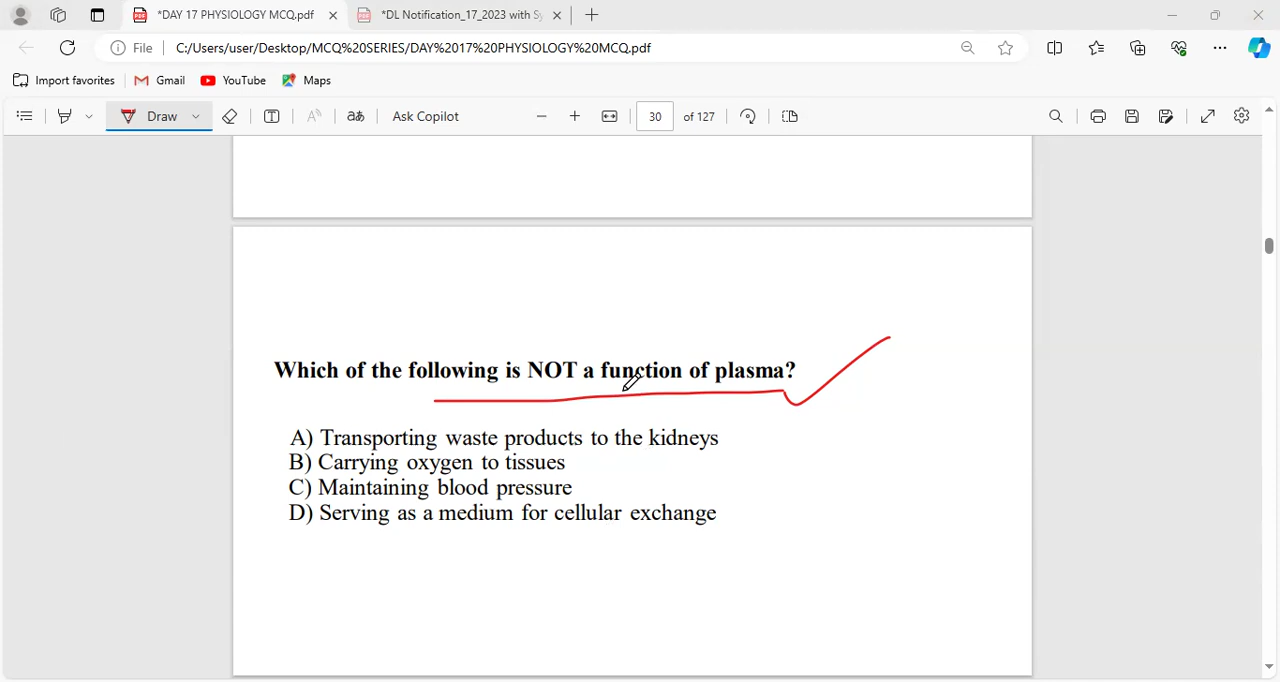 *DAY 17 PHYSIOLOGY MCQ.pdf
*DL Notification_17_2023 with Sy
File C:/Users/user/Desktop/MCQ%20SERIES/DAY%2017%20PHYSIOLOGY%20MCQ.pdf
Import favorites Gmail YouTube Maps
Draw aあ Ask Copilot 30 of 127
Which of the following is NOT a function of plasma?
A) Transporting waste products to the kidneys
B) Carrying oxygen to tissues
C) Maintaining blood pressure
D) Serving as a medium for cellular exchange